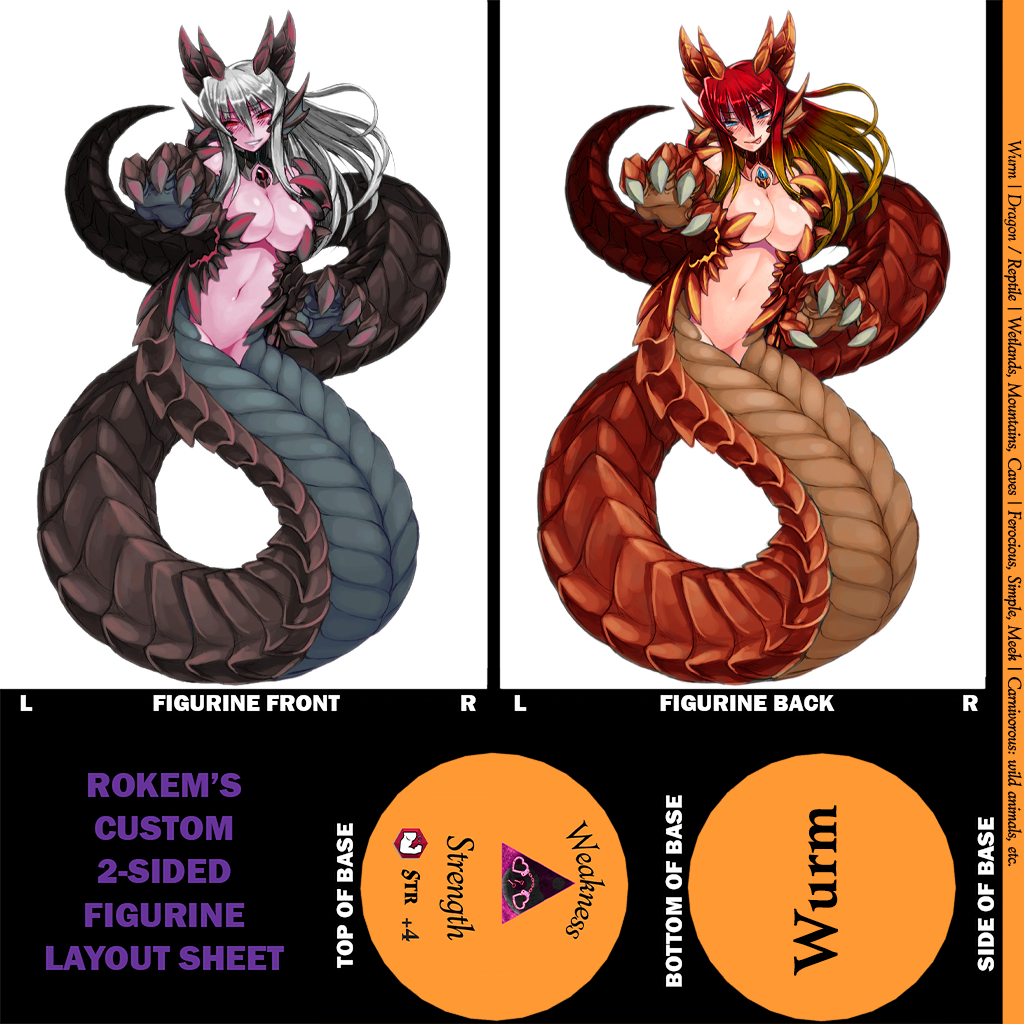 Wurm | Dragon / Reptile | Wetlands, Mountains, Caves | Ferocious, Simple, Meek | Carnivorous: wild animals, etc.
L
FIGURINE FRONT
R
L
FIGURINE BACK
R
ROKEM'S
CUSTOM
2-SIDED
FIGURINE
LAYOUT SHEET
TOP OF BASE
Weakness
Strength
STR +4
BOTTOM OF BASE
Wurm
SIDE OF BASE